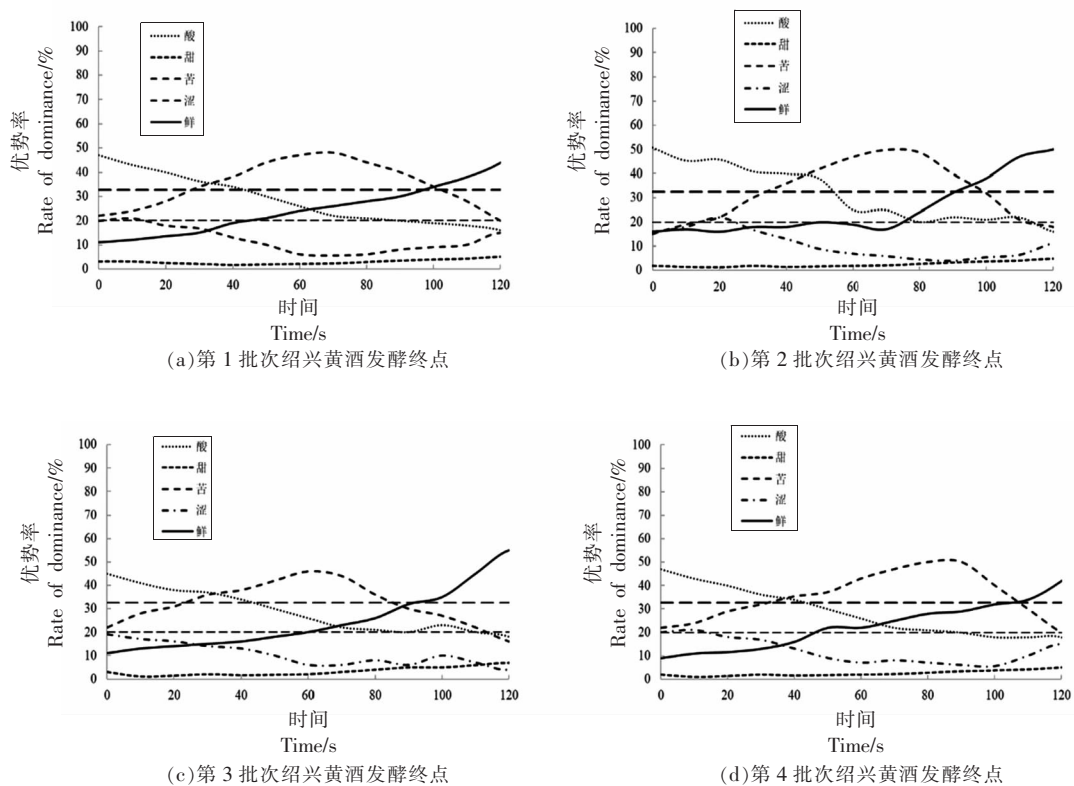 100
90
80
70
60
50
40
30
20
10
0
优势率
Rate of dominance/%
酸
甜
苦
涩
鲜
0 20 40 60 80 100 120
时间
Time/s
(a)第1批次绍兴黄酒发酵终点
100
90
80
70
60
50
40
30
20
10
0
优势率
Rate of dominance/%
酸
甜
苦
涩
鲜
0 20 40 60 80 100 120
时间
Time/s
(b)第2批次绍兴黄酒发酵终点
100
90
80
70
60
50
40
30
20
10
0
优势率
Rate of dominance/%
酸
甜
苦
涩
鲜
0 20 40 60 80 100 120
时间
Time/s
(c)第3批次绍兴黄酒发酵终点
100
90
80
70
60
50
40
30
20
10
0
优势率
Rate of dominance/%
酸
甜
苦
涩
鲜
0 20 40 60 80 100 120
时间
Time/s
(d)第4批次绍兴黄酒发酵终点